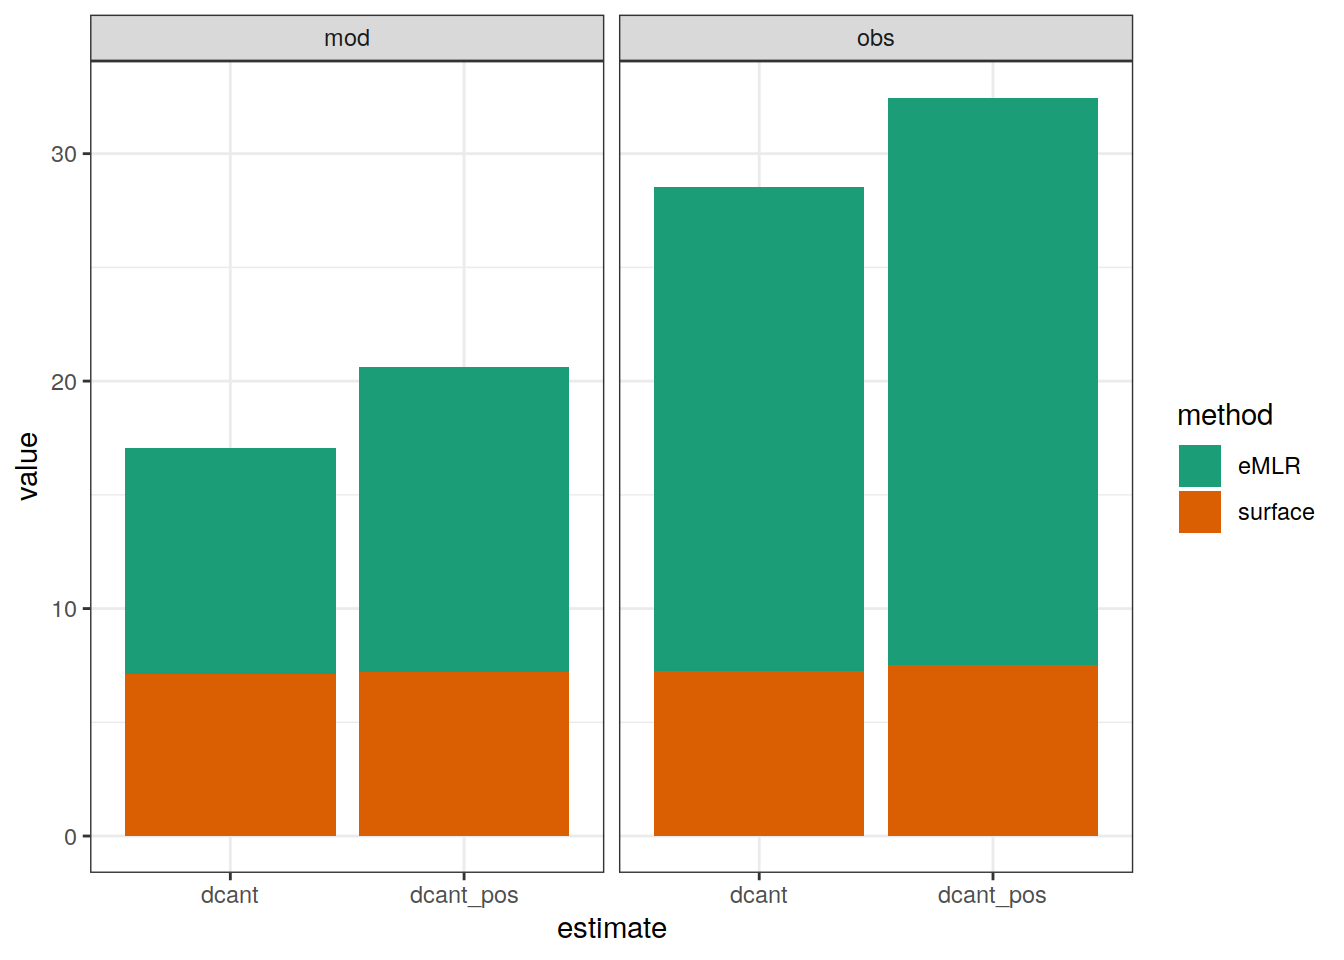 mod
obs
30
20
10
0
value
dcant
dcant_pos
dcant
dcant_pos
estimate
method
eMLR
surface